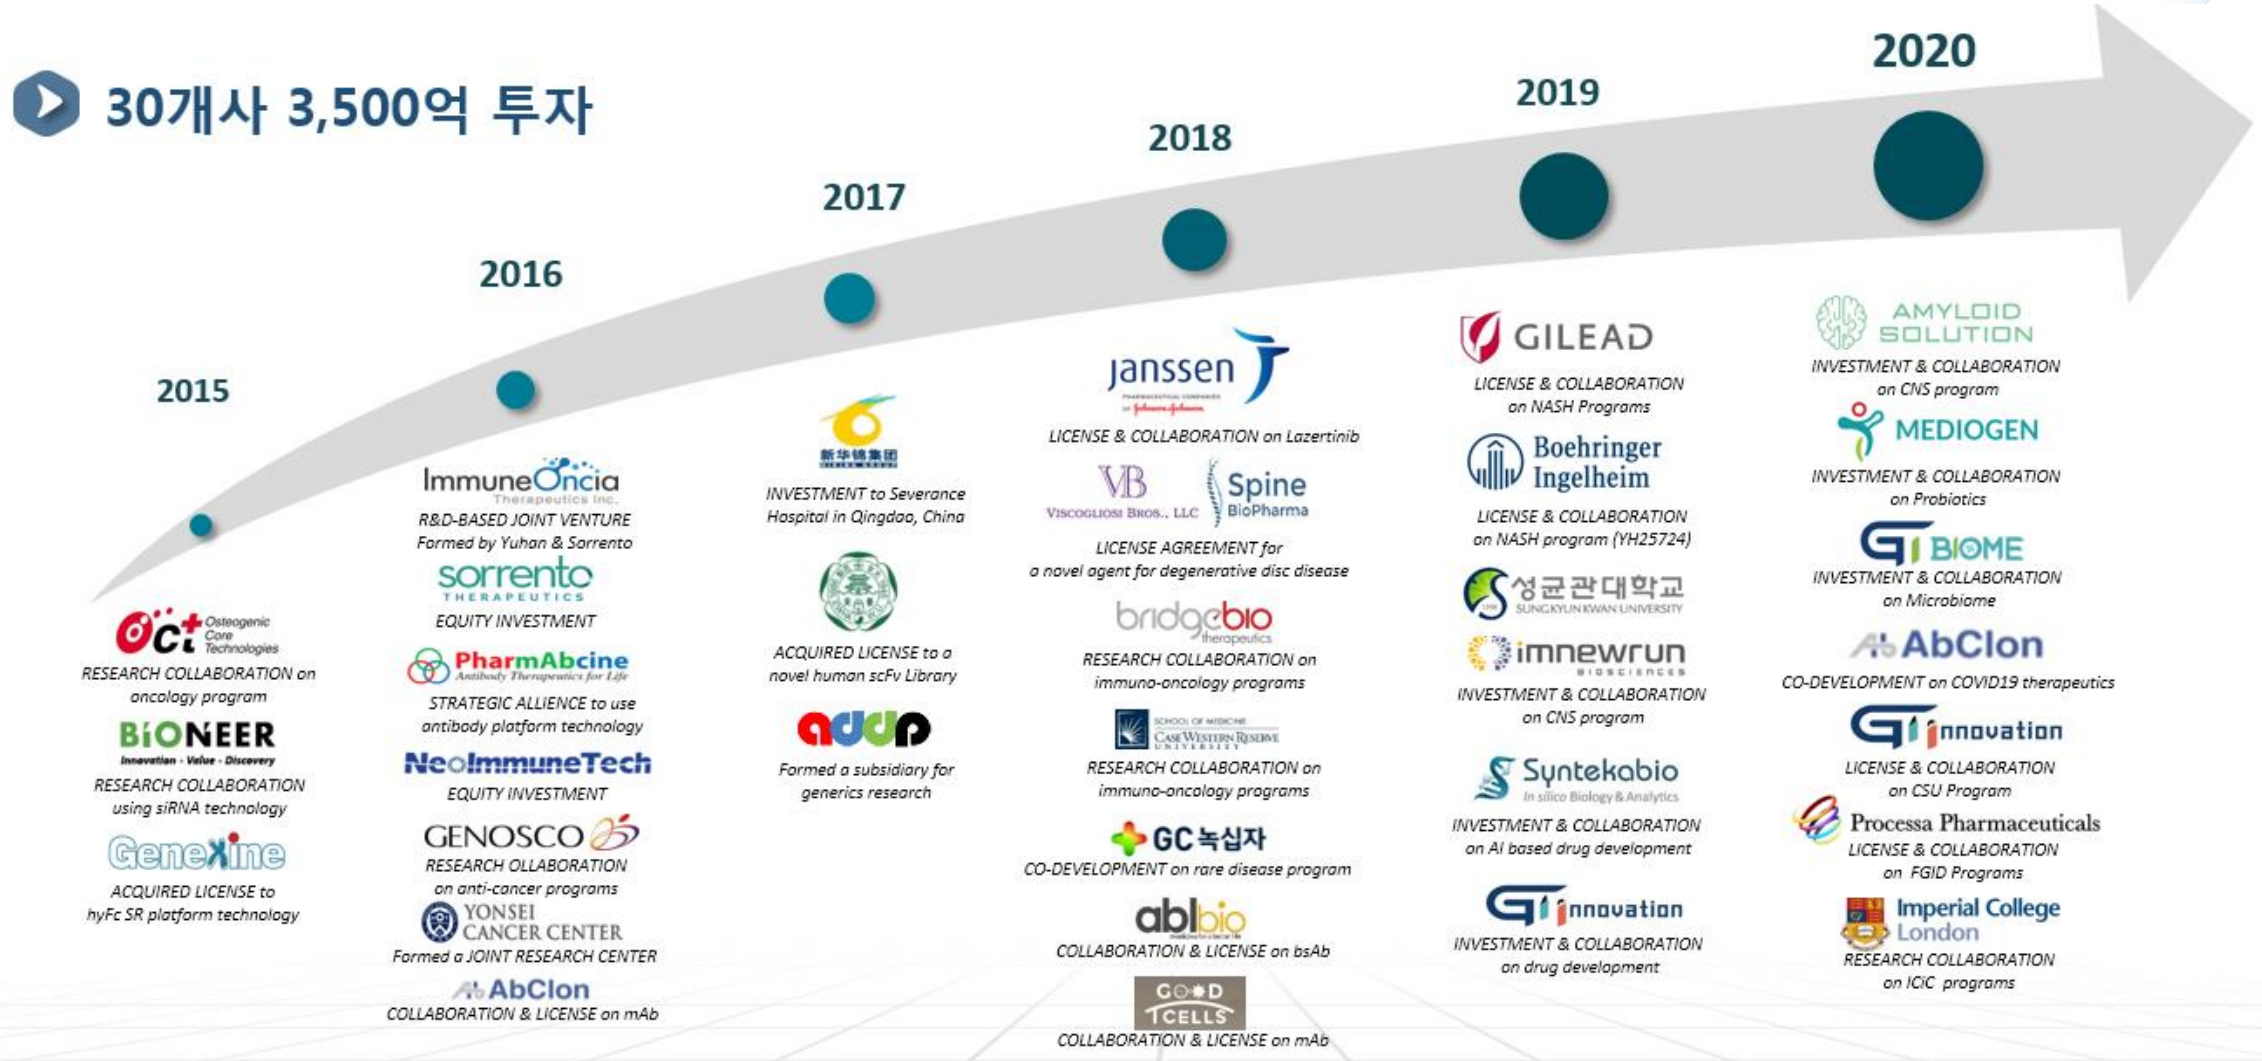 30개사 3,500억 투자
2015
Oct Osteogenic
Core
Technologies
RESEARCH COLLABORATION on
oncology program
BiONEER
Innovation - Value - Discovery
RESEARCH COLLABORATION
using siRNA technology
Genexine
ACQUIRED LICENSE to
hyFc SR platform technology
2016
ImmuneOncia
Therapeutics Inc.
R&D-BASED JOINT VENTURE
Formed by Yuhan & Sorrento
sorrento
THERAPEUTICS
EQUITY INVESTMENT
PharmAbcine
Antibody Therapeutics for Life
STRATEGIC ALLIENCE to use
antibody platform technology
NeoImmuneTech
EQUITY INVESTMENT
GENOSCO
RESEARCH OLLABORATION
on anti-cancer programs
YONSEI
CANCER CENTER
Formed a JOINT RESEARCH CENTER
Ab AbClon
COLLABORATION & LICENSE on mAb
2017
新华锦集团
INVESTMENT to Severance
Hospital in Qingdao, China
ACQUIRED LICENSE to a
novel human scFv Library
addp
Formed a subsidiary for
generics research
2018
janssen
PHARMACEUTICAL COMPANIES
OF Johnson & Johnson
LICENSE & COLLABORATION on Lazertinib
VB
VISCOGLIOSI BROS., LLC
Spine
BioPharma
LICENSE AGREEMENT for
a novel agent for degenerative disc disease
bridgebio
therapeutics
RESEARCH COLLABORATION on
immuno-oncology programs
SCHOOL OF MEDICINE
CASE WESTERN RESERVE
UNIVERSITY
RESEARCH COLLABORATION on
immuno-oncology programs
GC녹십자
CO-DEVELOPMENT on rare disease program
ablbio
COLLABORATION & LICENSE on bsAb
GOOD
TCELLS
COLLABORATION & LICENSE on mAb
2019
GILEAD
LICENSE & COLLABORATION
on NASH Programs
Boehringer
Ingelheim
LICENSE & COLLABORATION
on NASH program (YH25724)
성균관대학교
SUNGKYUNKWAN UNIVERSITY
imnewrun
BIOSCIENCES
INVESTMENT & COLLABORATION
on CNS program
Syntekabio
In silico Biology & Analytics
INVESTMENT & COLLABORATION
on AI based drug development
GI innovation
INVESTMENT & COLLABORATION
on drug development
2020
AMYLOID
SOLUTION
INVESTMENT & COLLABORATION
on CNS program
MEDIOGEN
INVESTMENT & COLLABORATION
on Probiotics
GI BIOME
INVESTMENT & COLLABORATION
on Microbiome
Ab AbClon
CO-DEVELOPMENT on COVID19 therapeutics
GI innovation
LICENSE & COLLABORATION
on CSU Program
Processa Pharmaceuticals
LICENSE & COLLABORATION
on FGID Programs
Imperial College
London
RESEARCH COLLABORATION
on ICiC programs